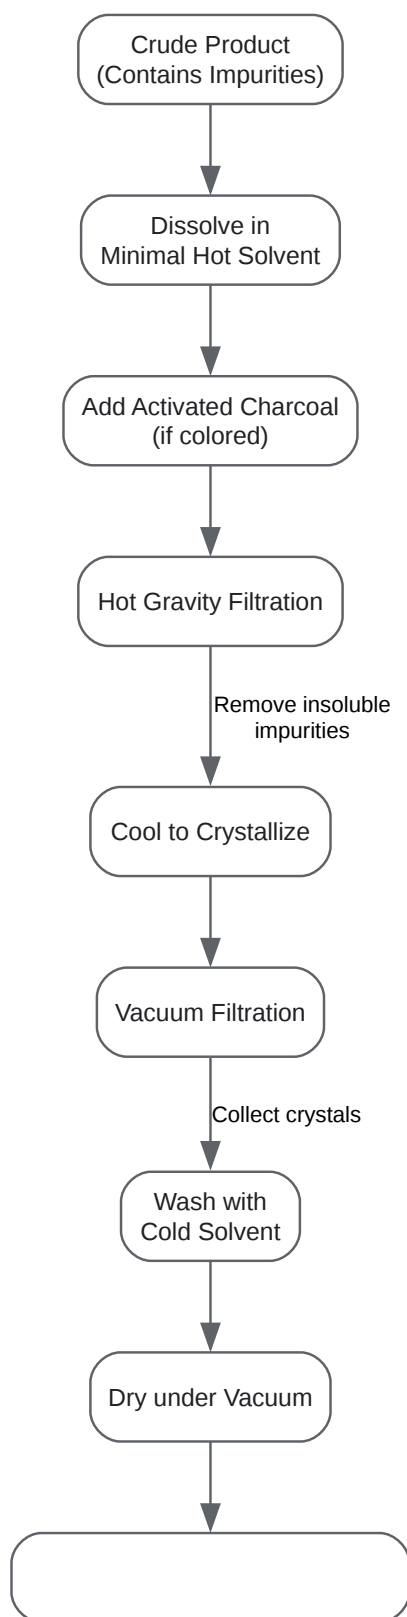 Crude Product
(Contains Impurities)
Dissolve in
Minimal Hot Solvent
Add Activated Charcoal
(if colored)
Hot Gravity Filtration
Remove insoluble
impurities
Cool to Crystallize
Vacuum Filtration
Collect crystals
Wash with
Cold Solvent
Dry under Vacuum